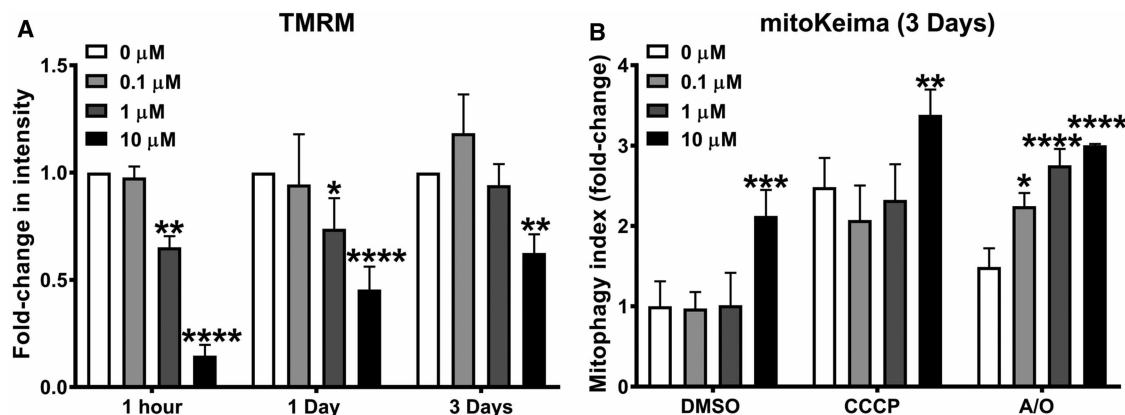 A
TMRM
0 μM
0.1 μM
1 μM
10 μM
Fold-change in intensity
1.5
1.0
0.5
0.0
**
****
*
****
**
1 hour
1 Day
3 Days
B
mitoKeima (3 Days)
0 μM
0.1 μM
1 μM
10 μM
Mitophagy index (fold-change)
4
3
2
1
0
***
**
*
****
****
DMSO
CCCP
A/O